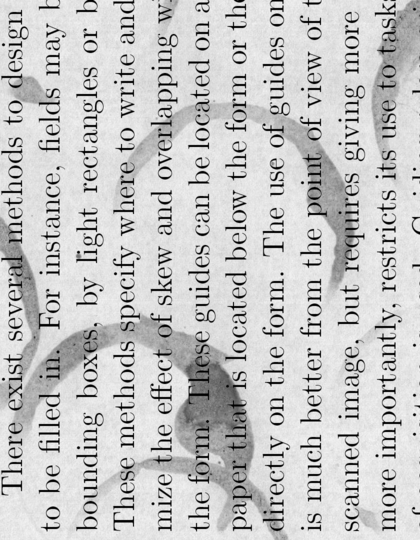 There exist several methods to design
to be filled in. For instance, fields may
bounding boxes, by light rectangles or
These methods specify where to write and
mize the effect of skew and overlapping
the form. These guides can be located on a
paper that is located below the form or
directly on the form. The use of guides on
is much better from the point of view of
scanned image, but requires giving more
more importantly, restricts its use to